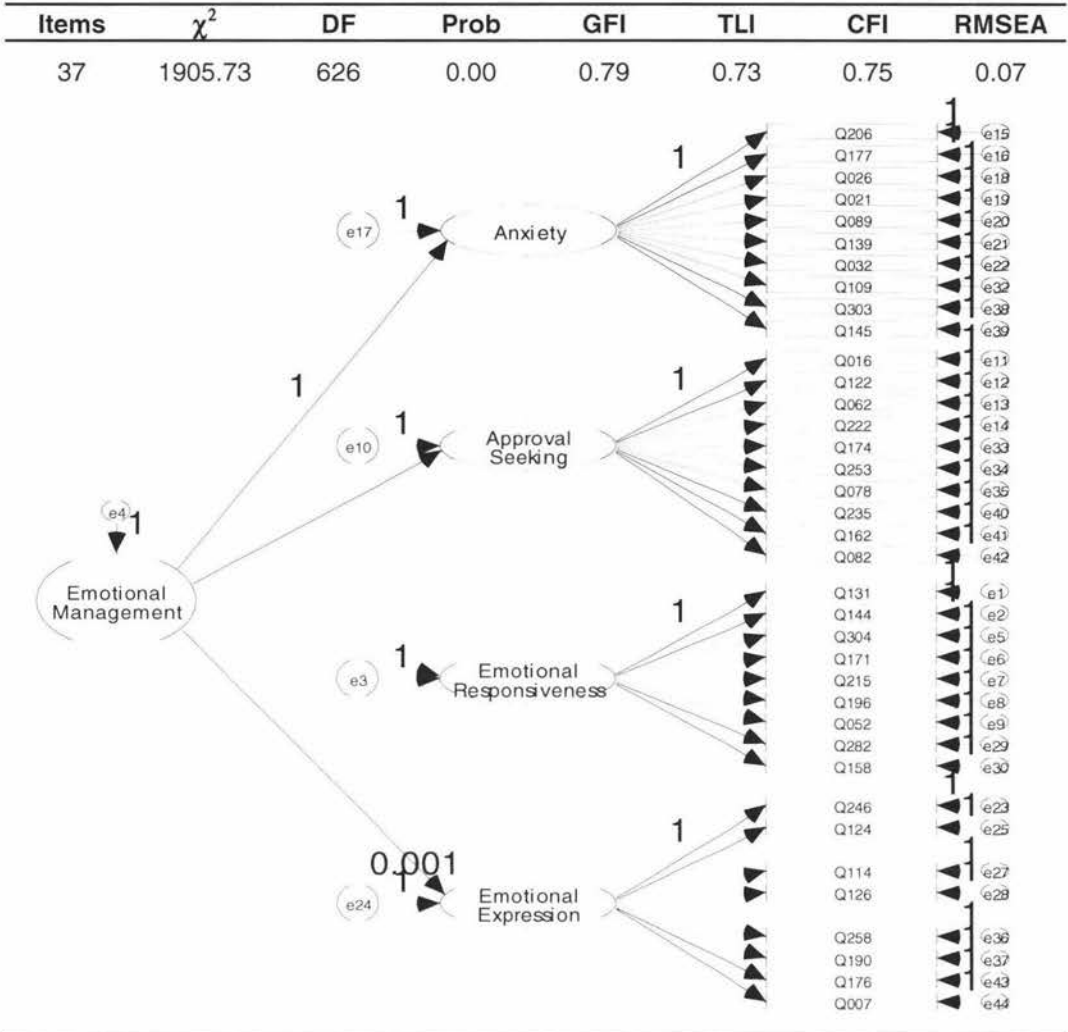 Items χ² DF Prob GFI TLI CFI RMSEA
37 1905.73 626 0.00 0.79 0.73 0.75 0.07
1
Q206 e15
1
Q177 e16
Q026 e18
Q021 e19
1
Q089 e20
e17
Anxiety
Q139 e21
Q032 e22
Q109 e32
Q303 e38
Q145 e39
1
1
Q016 e11
Q122 e12
Q062 e13
1
Q222 e14
e10
Approval
Seeking
Q174 e33
Q253 e34
Q078 e35
e4 1
Q235 e40
Q162 e41
Q082 e42
Emotional
Management
1
Q131 e1
1
Q144 e2
Q304 e5
1
Q171 e6
e3
Emotional
Responsiveness
Q215 e7
Q196 e8
Q052 e9
Q282 e29
Q158 e30
1
Q246 1 e23
1
Q124 e25
1
0.001
1
Q114 e27
Q126 e28
e24
Emotional
Expression
1
Q258 e36
Q190 e37
Q176 e43
Q007 e44